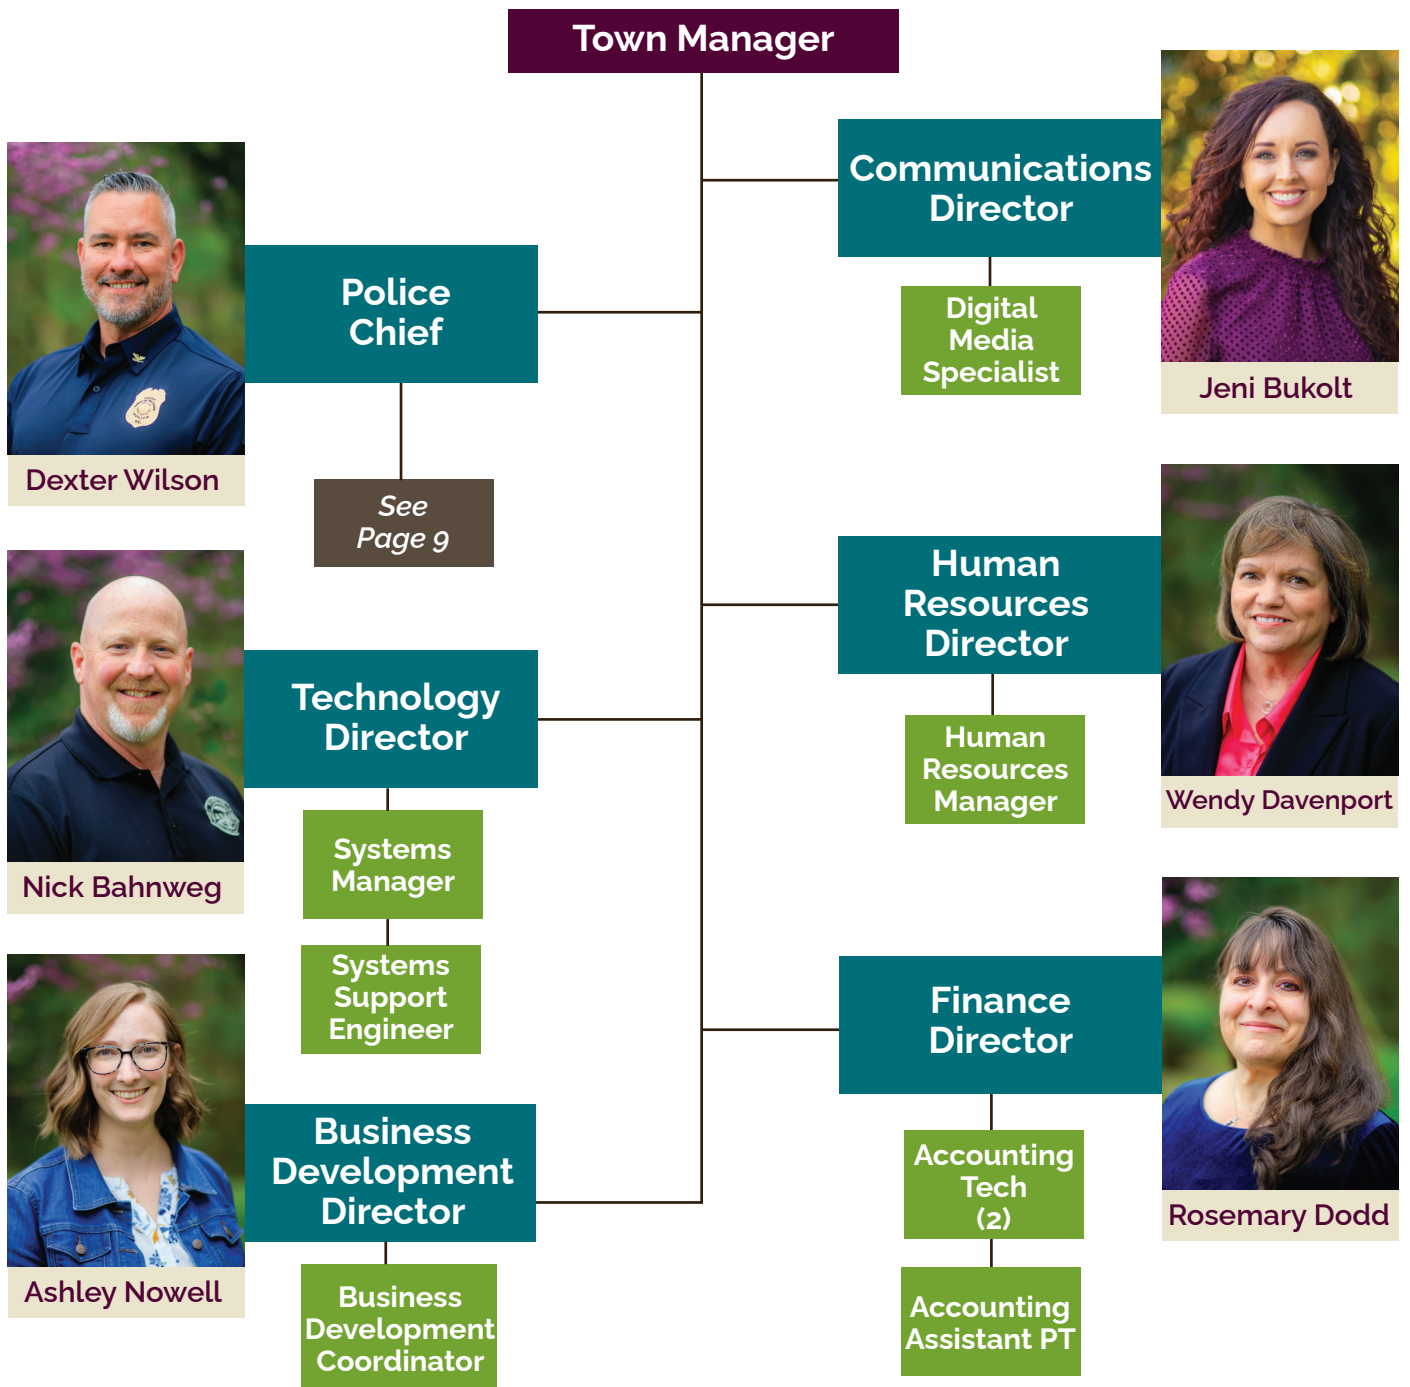 Town Manager
Communications
Director
Digital
Media
Specialist
Jeni Bukolt
Police
Chief
Dexter Wilson
See
Page 9
Human
Resources
Director
Human
Resources
Manager
Wendy Davenport
Technology
Director
Nick Bahnweg
Systems
Manager
Systems
Support
Engineer
Finance
Director
Rosemary Dodd
Accounting
Tech
(2)
Accounting
Assistant PT
Business
Development
Director
Ashley Nowell
Business
Development
Coordinator